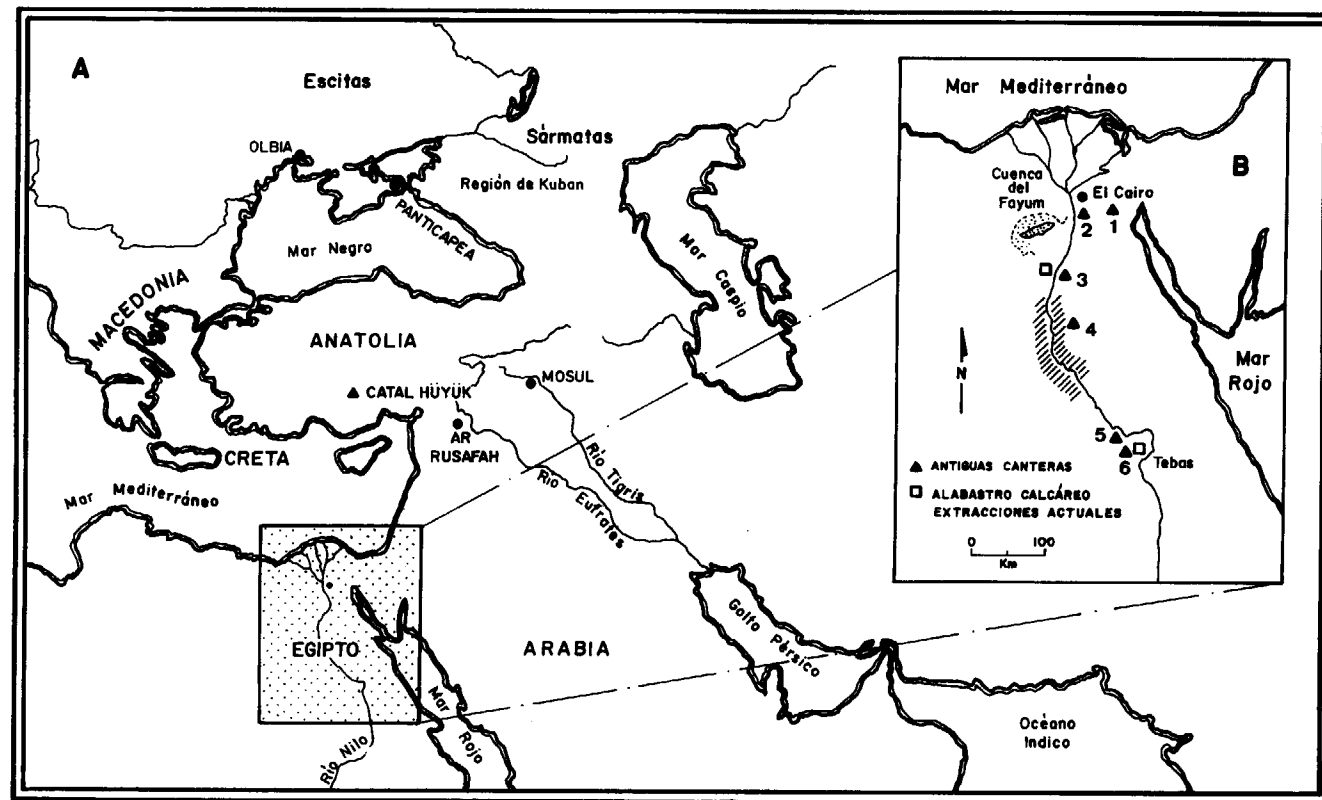 A
Escitas
Sármatas
OLBIA
Región de Kuban
PANTICAPEA
Mar Negro
Mar Caspio
MACEDONIA
ANATOLIA
CATAL HÜYÜK
MOSUL
AR
RUSAFAH
CRETA
Río Tigris
Río Eufrates
Mar Mediterráneo
EGIPTO
ARABIA
Golfo Pérsico
Mar Rojo
Río Nilo
Océano
Indico
Mar Mediterráneo
B
Cuenca
del
Fayum
El Cairo
2
1
3
4
Mar
Rojo
N
5
6
Tebas
ANTIGUAS CANTERAS
ALABASTRO CALCÁREO
EXTRACCIONES ACTUALES
0 100
Km